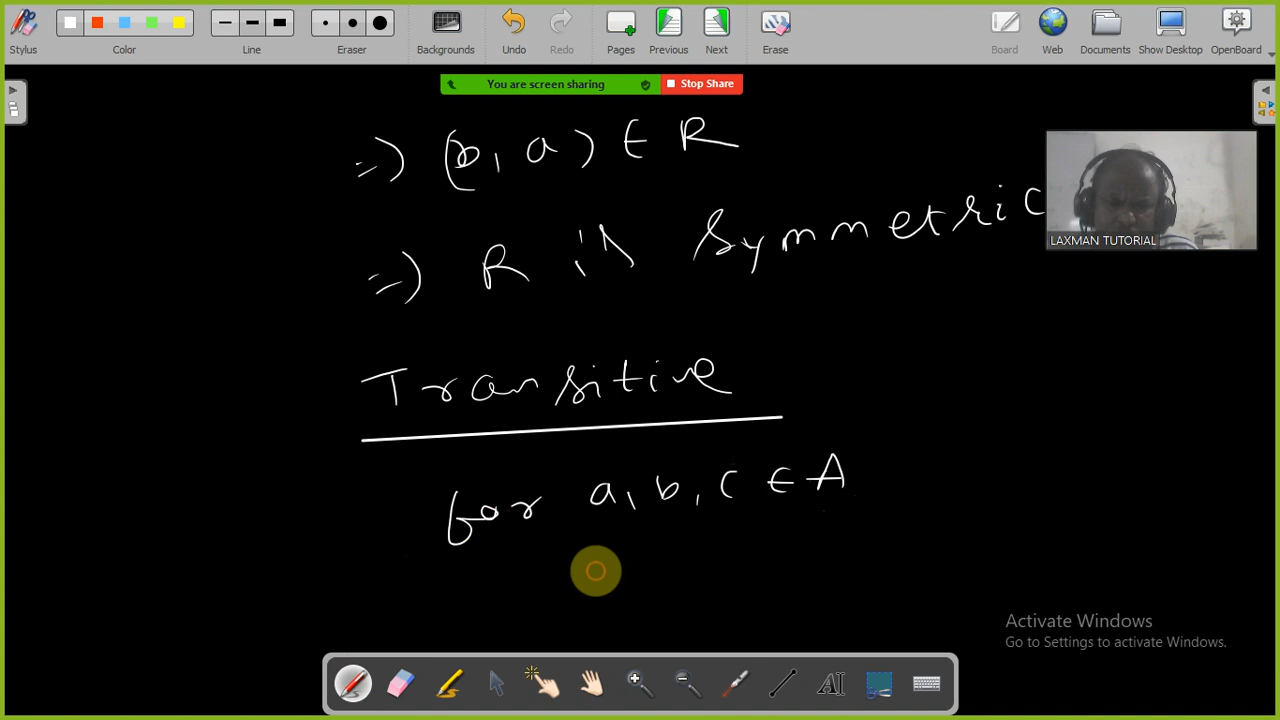 Stylus Color Line Eraser Backgrounds Undo Redo Pages Previous Next Erase Board Web Documents Show Desktop OpenBoard
You are screen sharing Stop Share
=) (b, a) ∈ R
LAXMAN TUTORIAL
=) R is Symmetric
Transitive
for a, b, c ∈ A
Activate Windows
Go to Settings to activate Windows.